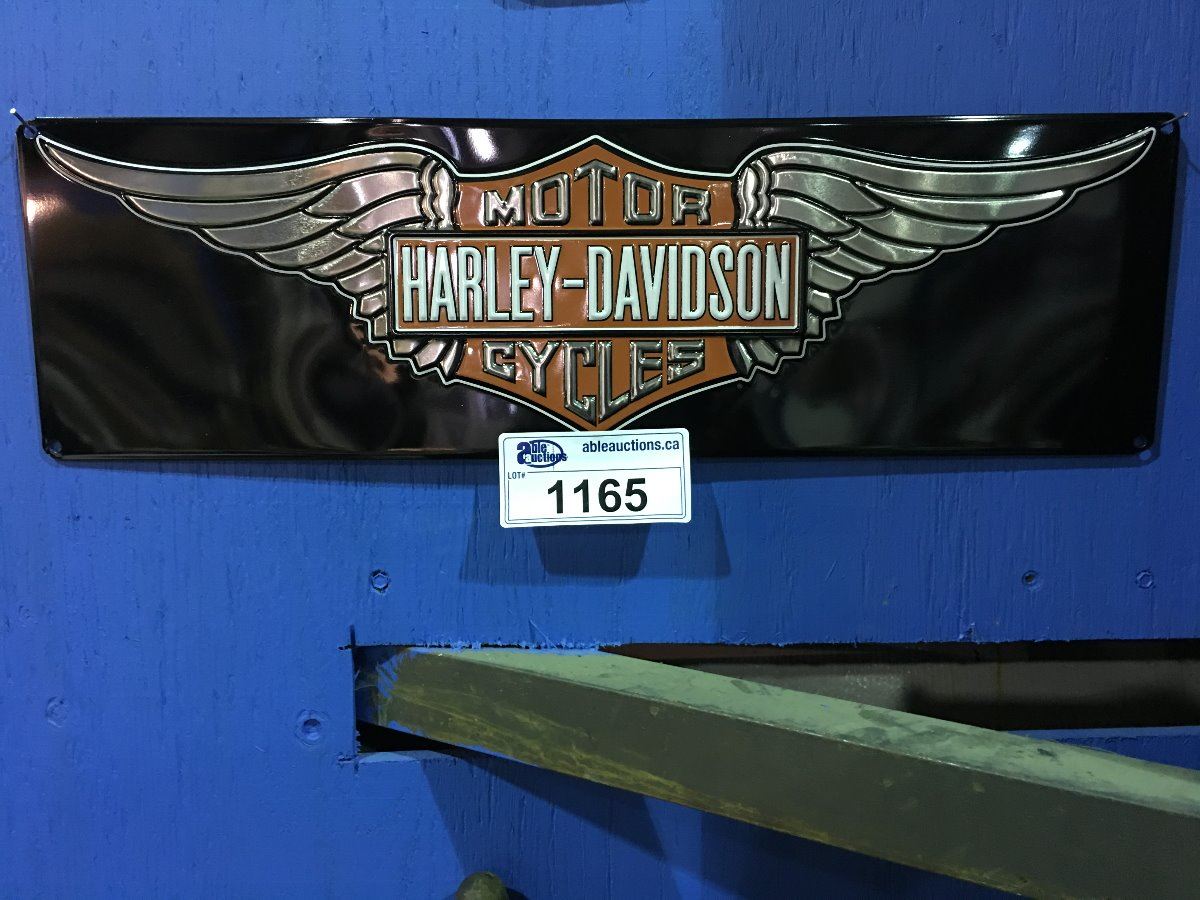 MOTOR
HARLEY-DAVIDSON
CYCLES
able auctions
ableauctions.ca
LOT#
1165